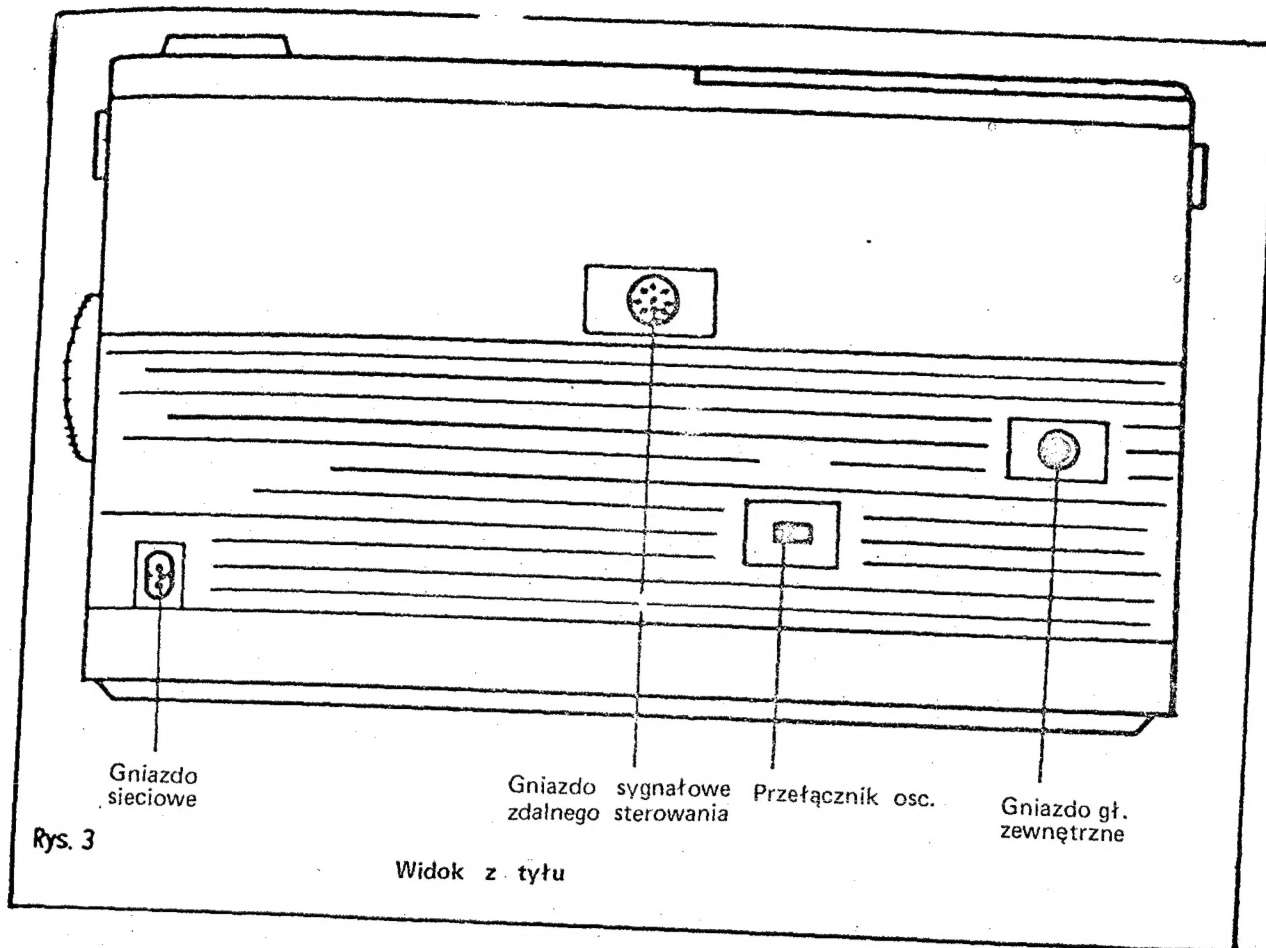 Gniazdo
sieciowe
Gniazdo sygnałowe
zdalnego sterowania
Przełącznik osc.
Gniazdo gł.
zewnętrzne
Rys. 3
Widok z tyłu